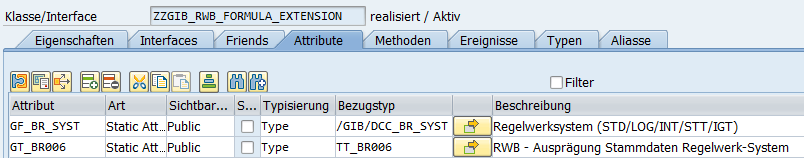 Klasse/Interface ZZGIB_RWB_FORMULA_EXTENSION realisiert / Aktiv
Eigenschaften Interfaces Friends Attribute Methoden Ereignisse Typen Aliasse
Filter
Attribut Art Sichtbar... S... Typisierung Bezugstyp Beschreibung
GF_BR_SYST Static Att... Public Type /GIB/DCC_BR_SYST Regelwerksystem (STD/LOG/INT/STT/IGT)
GT_BR006 Static Att... Public Type TT_BR006 RWB - Ausprägung Stammdaten Regelwerk-System